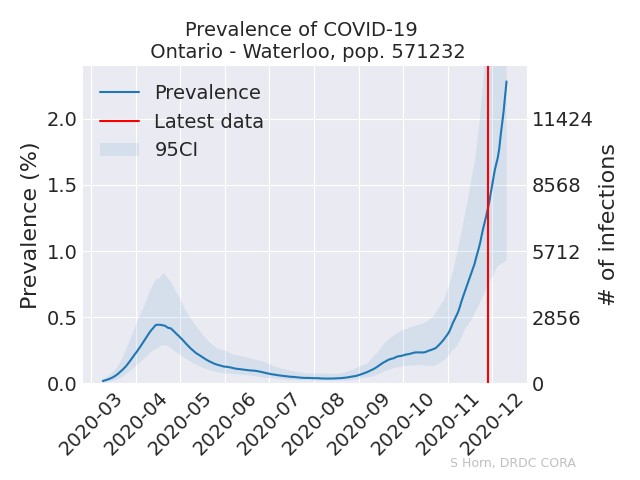 Prevalence of COVID-19
Ontario - Waterloo, pop. 571232
Prevalence
Latest data
95CI
Prevalence (%)
2.0
1.5
1.0
0.5
0.0
11424
8568
5712
2856
0
# of infections
2020-03
2020-04
2020-05
2020-06
2020-07
2020-08
2020-09
2020-10
2020-11
2020-12
S Horn, DRDC CORA